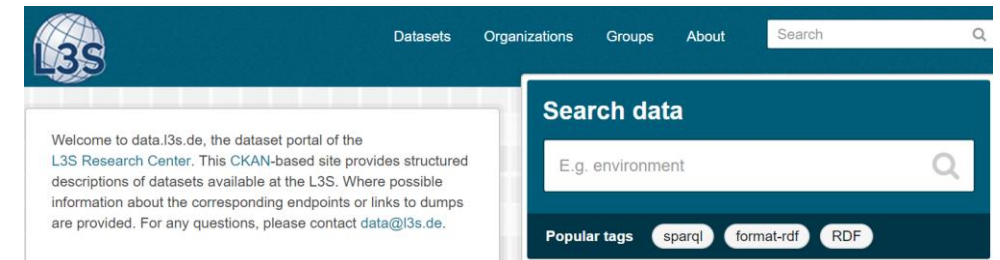 L3S
Datasets Organizations Groups About Search
Welcome to data.l3s.de, the dataset portal of the
L3S Research Center. This CKAN-based site provides structured
descriptions of datasets available at the L3S. Where possible
information about the corresponding endpoints or links to dumps
are provided. For any questions, please contact data@l3s.de.
Search data
E.g. environment
Popular tags sparql format-rdf RDF